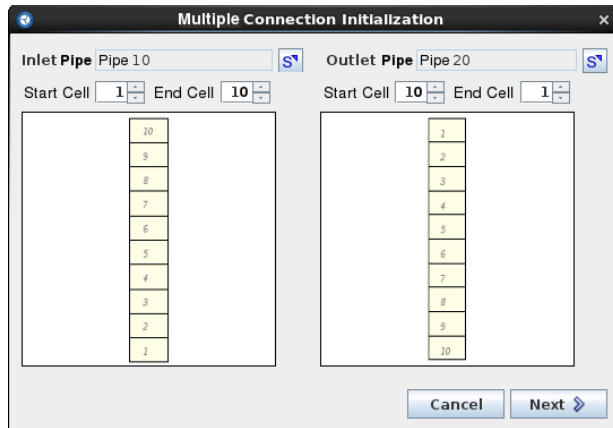 Multiple Connection Initialization
Inlet Pipe Pipe 10 S Outlet Pipe Pipe 20 S
Start Cell 1 End Cell 10 Start Cell 10 End Cell 1
10 1
9 2
8 3
7 4
6 5
5 6
4 7
3 8
2 9
1 10
Cancel Next